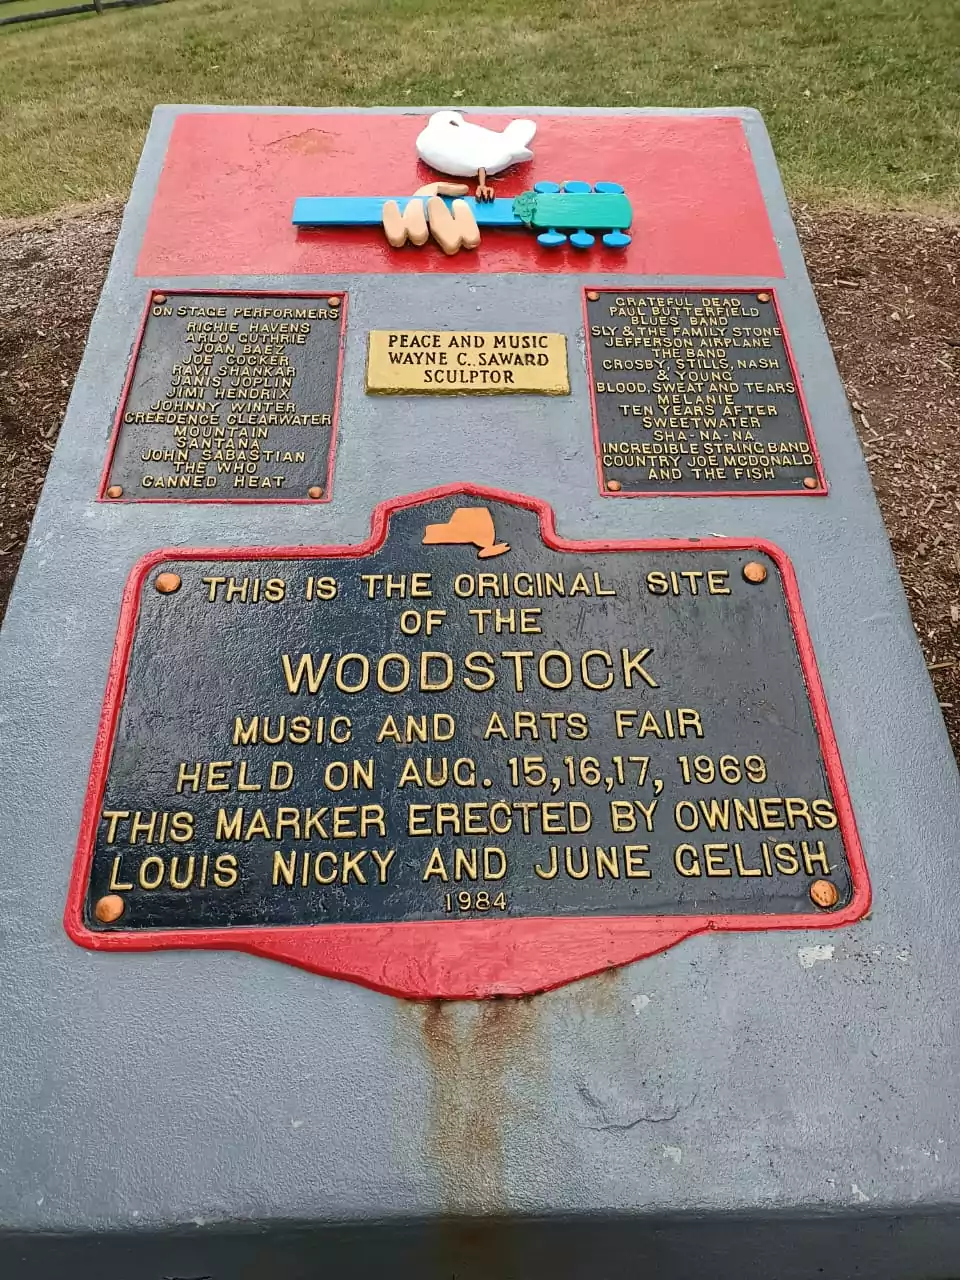 ON STAGE PERFORMERS
RICHIE HAVENS
ARLO GUTHRIE
JOAN BAEZ
JOE COCKER
RAVI SHANKAR
JANIS JOPLIN
JIMI HENDRIX
JOHNNY WINTER
CREEDENCE CLEARWATER
MOUNTAIN
SANTANA
JOHN SABASTIAN
THE WHO
CANNED HEAT
PEACE AND MUSIC
WAYNE C. SAWARD
SCULPTOR
GRATEFUL DEAD
PAUL BUTTERFIELD
BLUES BAND
SLY & THE FAMILY STONE
JEFFERSON AIRPLANE
THE BAND
CROSBY, STILLS, NASH
& YOUNG
BLOOD, SWEAT AND TEARS
MELANIE
TEN YEARS AFTER
SWEETWATER
SHA-NA-NA
INCREDIBLE STRING BAND
COUNTRY JOE MCDONALD
AND THE FISH
THIS IS THE ORIGINAL SITE
OF THE
WOODSTOCK
MUSIC AND ARTS FAIR
HELD ON AUG. 15,16,17, 1969
THIS MARKER ERECTED BY OWNERS
LOUIS NICKY AND JUNE GELISH
1984